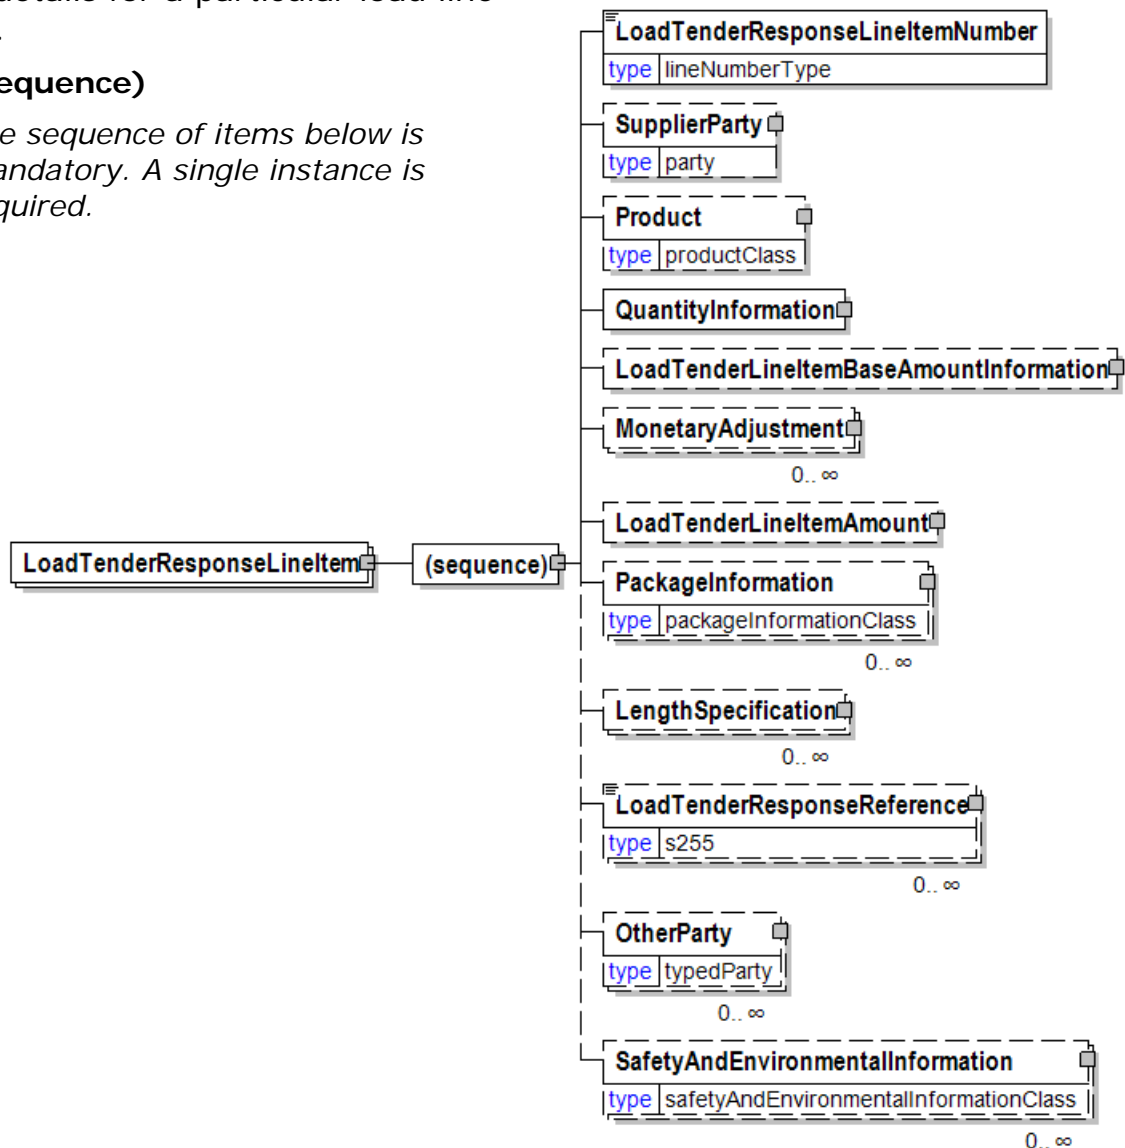 details for a particular load line
.
equence)
e sequence of items below is
andatory. A single instance is
quired.
LoadTenderResponseLineItem
(sequence)
LoadTenderResponseLineItemNumber
type lineNumberType
SupplierParty
type party
Product
type productClass
QuantityInformation
LoadTenderLineItemBaseAmountInformation
MonetaryAdjustment
0.. ∞
LoadTenderLineItemAmount
PackageInformation
type packageInformationClass
0.. ∞
LengthSpecification
0.. ∞
LoadTenderResponseReference
type s255
0.. ∞
OtherParty
type typedParty
0.. ∞
SafetyAndEnvironmentalInformation
type safetyAndEnvironmentalInformationClass
0.. ∞